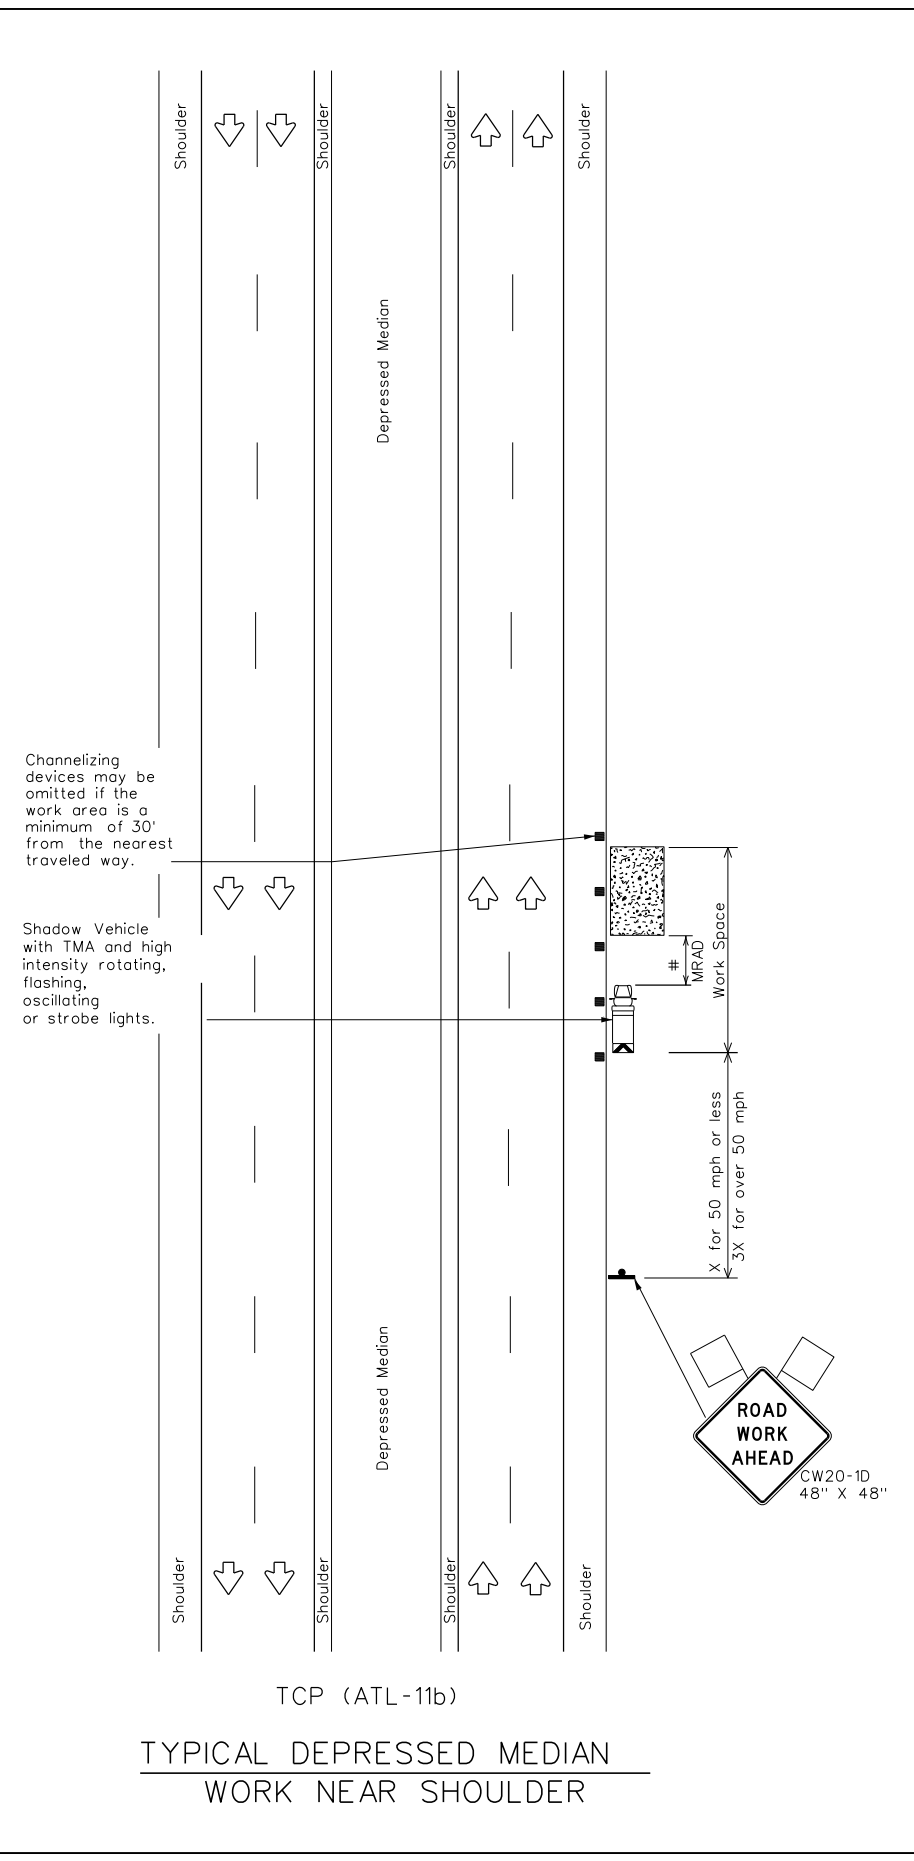 Shoulder
Shoulder
Shoulder
Shoulder
Depressed Median
Channelizing
devices may be
omitted if the
work area is a
minimum of 30'
from the nearest
traveled way.
Shadow Vehicle
with TMA and high
intensity rotating,
flashing,
oscillating
or strobe lights.
#
MRAD
Work Space
X for 50 mph or less
3X for over 50 mph
Depressed Median
ROAD
WORK
AHEAD
CW20-1D
48" X 48"
Shoulder
Shoulder
Shoulder
Shoulder
TCP (ATL-11b)
TYPICAL DEPRESSED MEDIAN
WORK NEAR SHOULDER